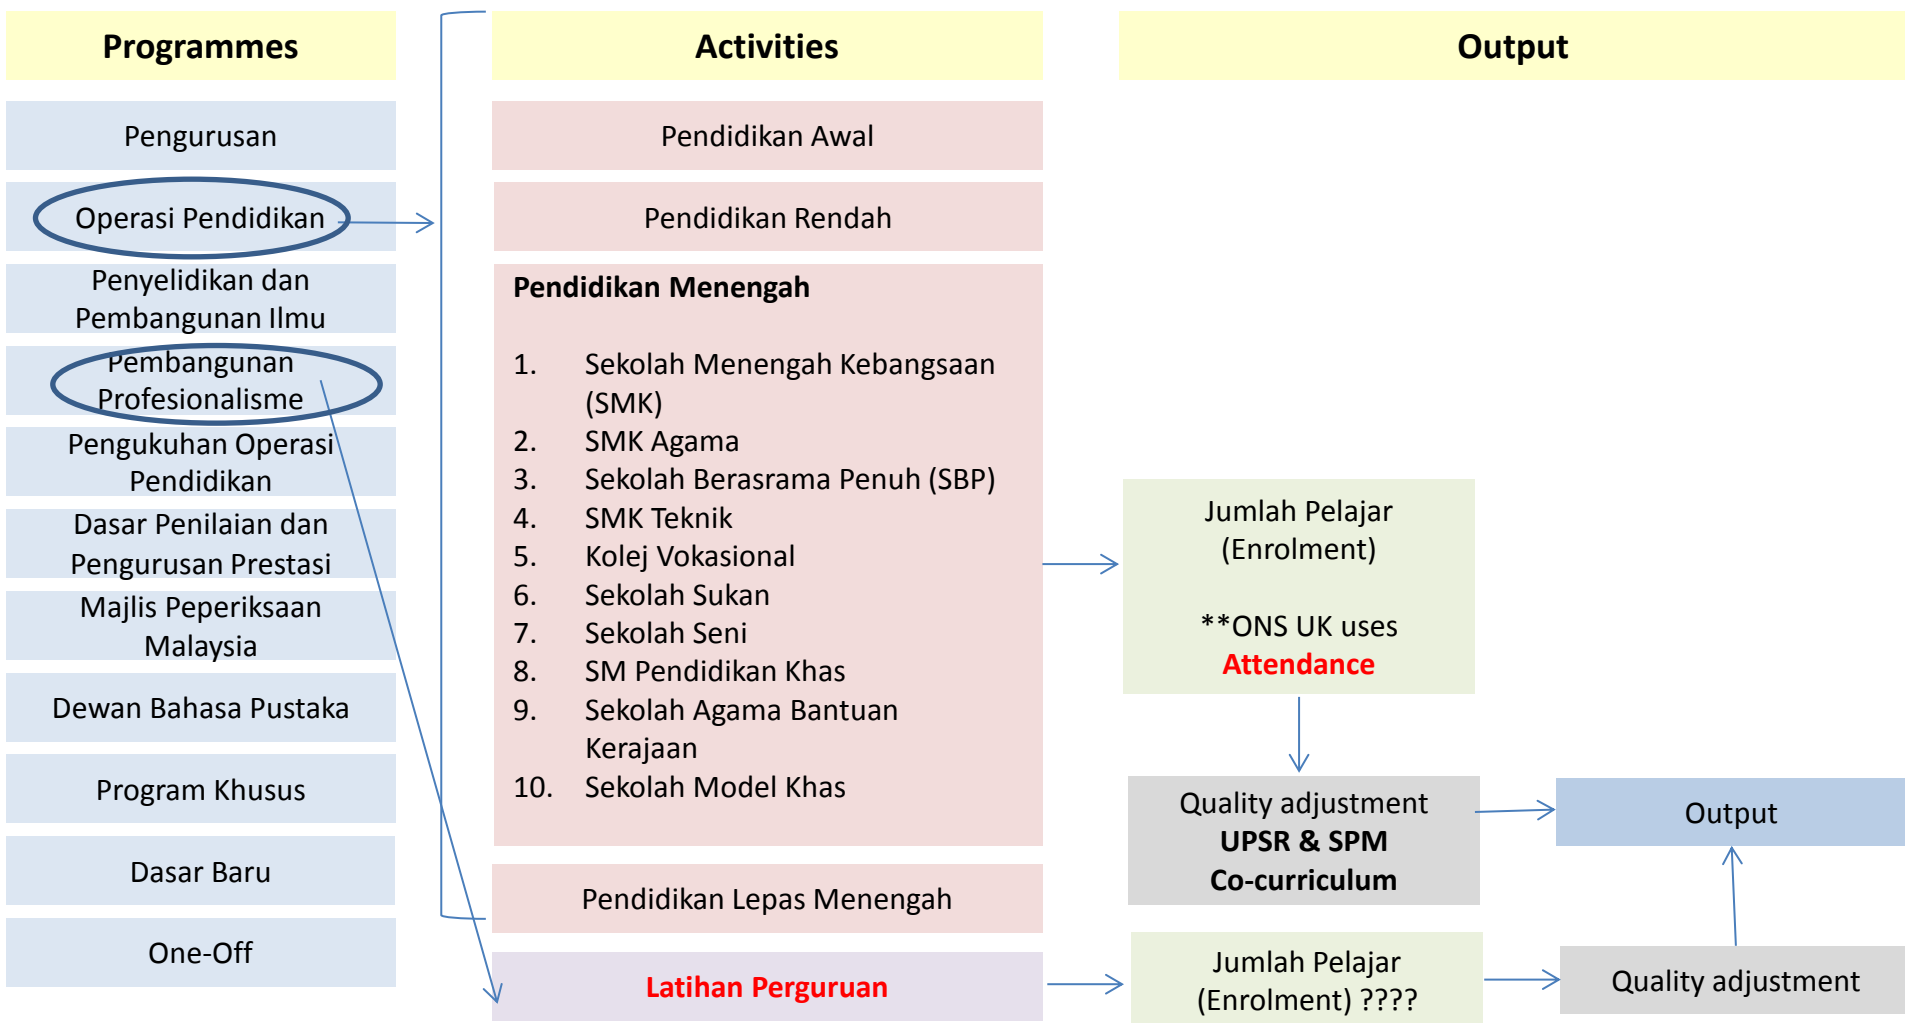 Programmes
Pengurusan
Operasi Pendidikan
Penyelidikan dan
Pembangunan Ilmu
Pembangunan
Profesionalisme
Pengukuhan Operasi
Pendidikan
Dasar Penilaian dan
Pengurusan Prestasi
Majlis Peperiksaan
Malaysia
Dewan Bahasa Pustaka
Program Khusus
Dasar Baru
One-Off
Activities
Pendidikan Awal
Pendidikan Rendah
Pendidikan Menengah
1. Sekolah Menengah Kebangsaan
(SMK)
2. SMK Agama
3. Sekolah Berasrama Penuh (SBP)
4. SMK Teknik
5. Kolej Vokasional
6. Sekolah Sukan
7. Sekolah Seni
8. SM Pendidikan Khas
9. Sekolah Agama Bantuan
Kerajaan
10. Sekolah Model Khas
Pendidikan Lepas Menengah
Latihan Perguruan
Output
Jumlah Pelajar
(Enrolment)
**ONS UK uses
Attendance
Quality adjustment
UPSR & SPM
Co-curriculum
Output
Jumlah Pelajar
(Enrolment) ????
Quality adjustment